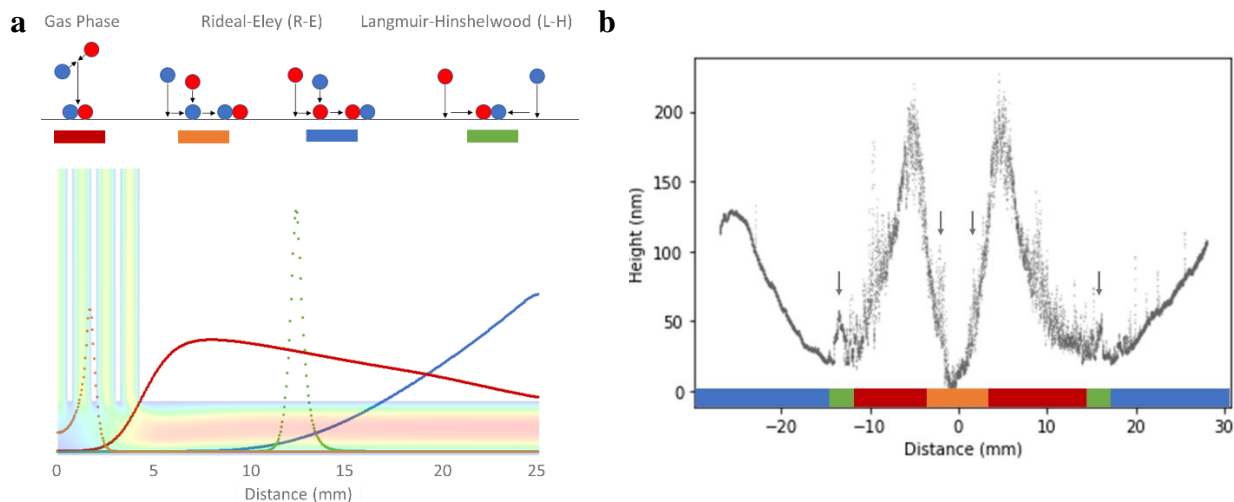 a
Gas Phase
Rideal-Eley (R-E)
Langmuir-Hinshelwood (L-H)
0
5
10
15
20
25
Distance (mm)
b
Height (nm)
200
150
100
50
0
−20
−10
0
10
20
30
Distance (mm)